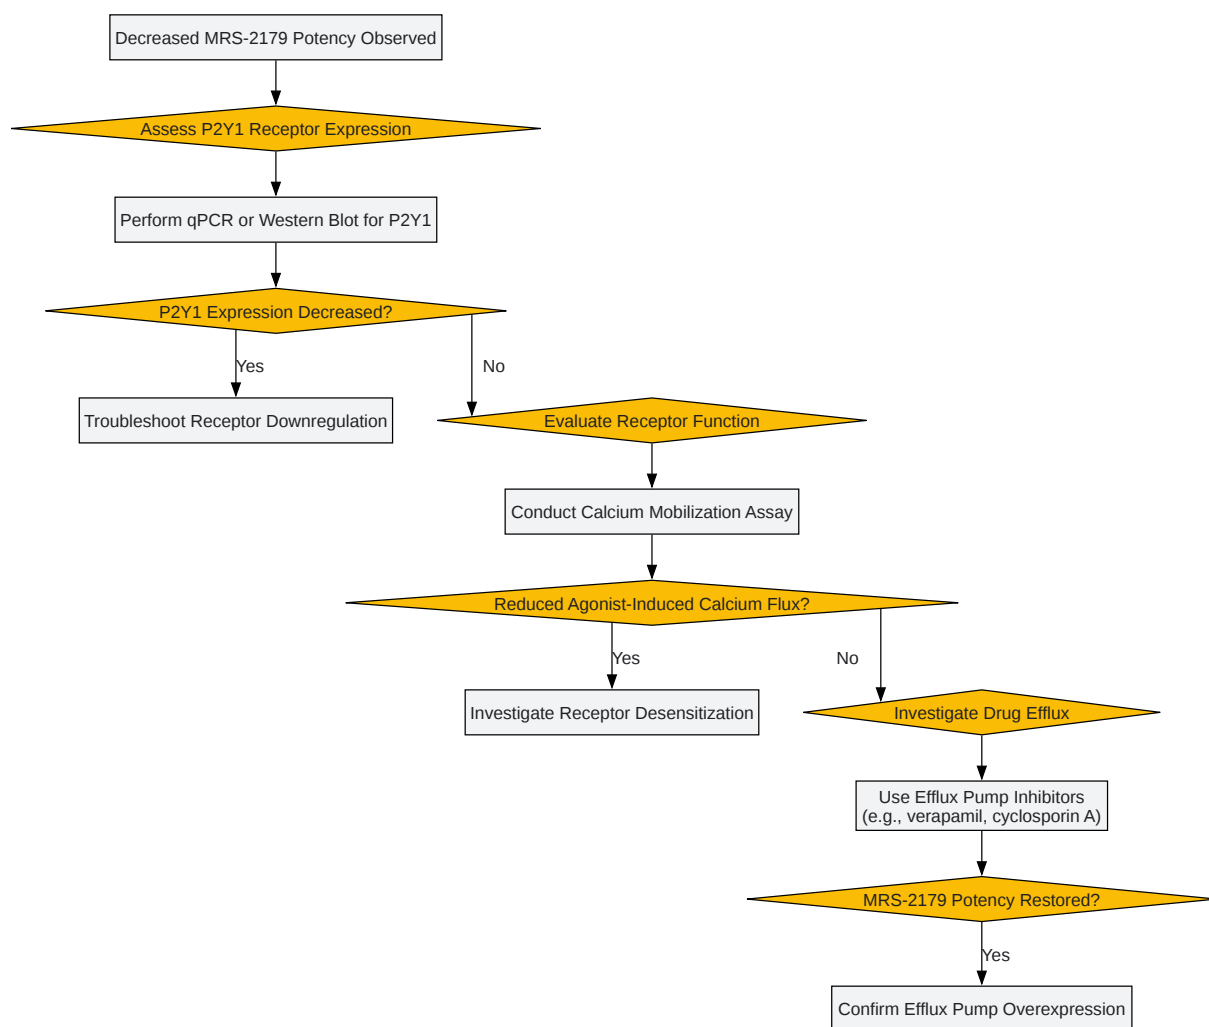 Decreased MRS-2179 Potency Observed
Assess P2Y1 Receptor Expression
Perform qPCR or Western Blot for P2Y1
P2Y1 Expression Decreased?
Yes
No
Troubleshoot Receptor Downregulation
Evaluate Receptor Function
Conduct Calcium Mobilization Assay
Reduced Agonist-Induced Calcium Flux?
Yes
No
Investigate Receptor Desensitization
Investigate Drug Efflux
Use Efflux Pump Inhibitors
(e.g., verapamil, cyclosporin A)
MRS-2179 Potency Restored?
Yes
Confirm Efflux Pump Overexpression